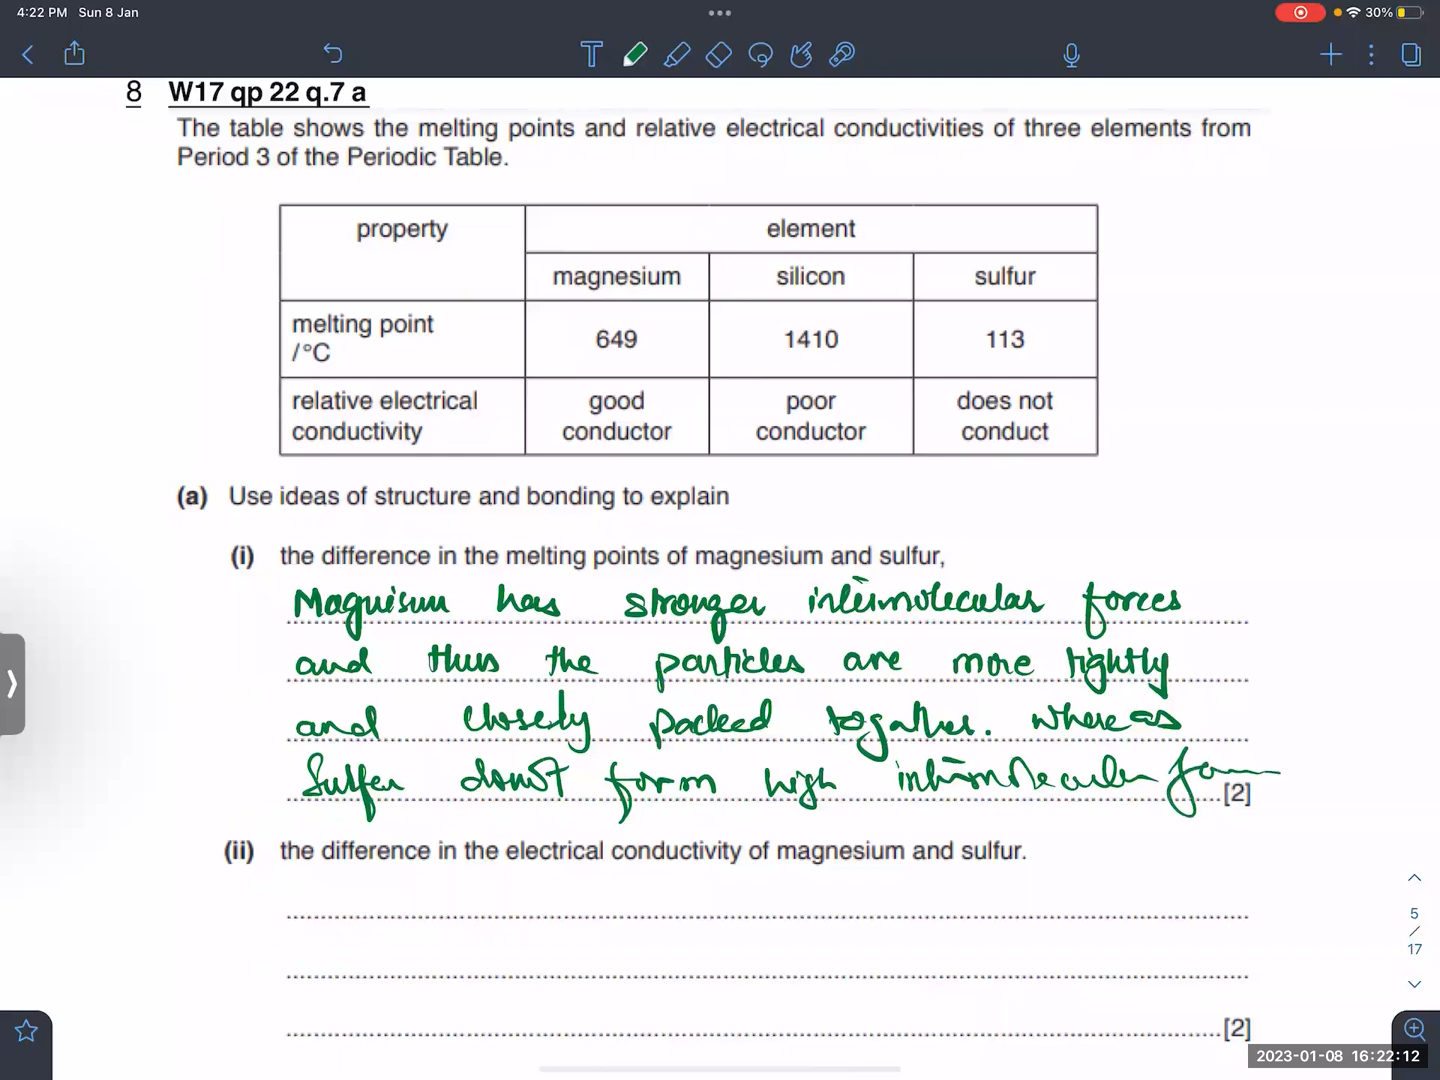 4:22 PM Sun 8 Jan
30%
8 W17 qp 22 q.7 a
The table shows the melting points and relative electrical conductivities of three elements from
Period 3 of the Periodic Table.
property element
magnesium silicon sulfur
melting point
/°C 649 1410 113
relative electrical good poor does not
conductivity conductor conductor conduct
(a) Use ideas of structure and bonding to explain
(i) the difference in the melting points of magnesium and sulfur,
Magnisum has stronger intermolecular forces
and thus the particles are more tightly
and closely packed together. whereas
Sulfer dosnt form high intermolecular
[2]
(ii) the difference in the electrical conductivity of magnesium and sulfur.
[2]
5
/
17
2023-01-08 16:22:12